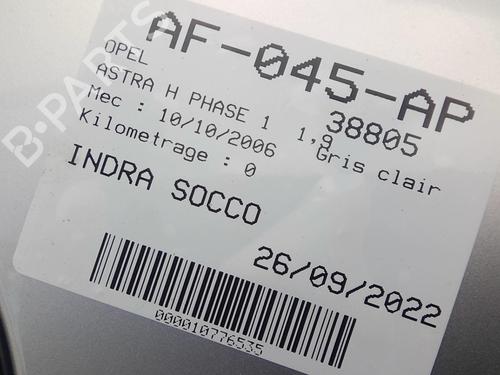 AF-045-AP
OPEL
38805
ASTRA H PHASE 1 1,9 Gris clair
Mec : 10/10/2006
Kilometrage : 0
INDRA SOCCO
26/09/2022
000010776535
B-PARTS